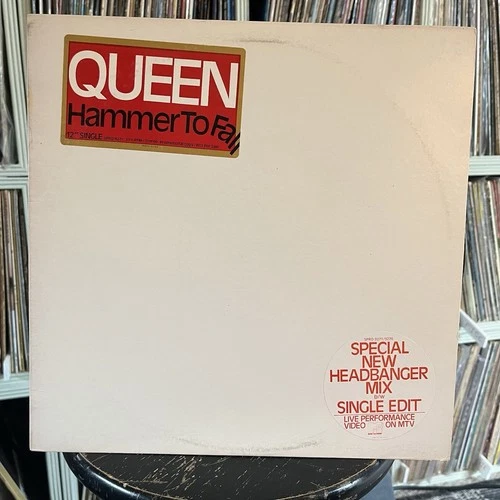 QUEEN
Hammer To Fall
12" SINGLE
SPECIAL
NEW
HEADBANGER
MIX
B/W
SINGLE EDIT
LIVE PERFORMANCE
VIDEO ON MTV